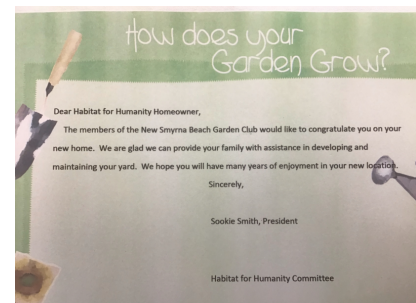 How does your
Garden Grow?
Dear Habitat for Humanity Homeowner,
The members of the New Smyrna Beach Garden Club would like to congratulate you on your
new home. We are glad we can provide your family with assistance in developing and
maintaining your yard. We hope you will have many years of enjoyment in your new location.
Sincerely,
Sookie Smith, President
Habitat for Humanity Committee